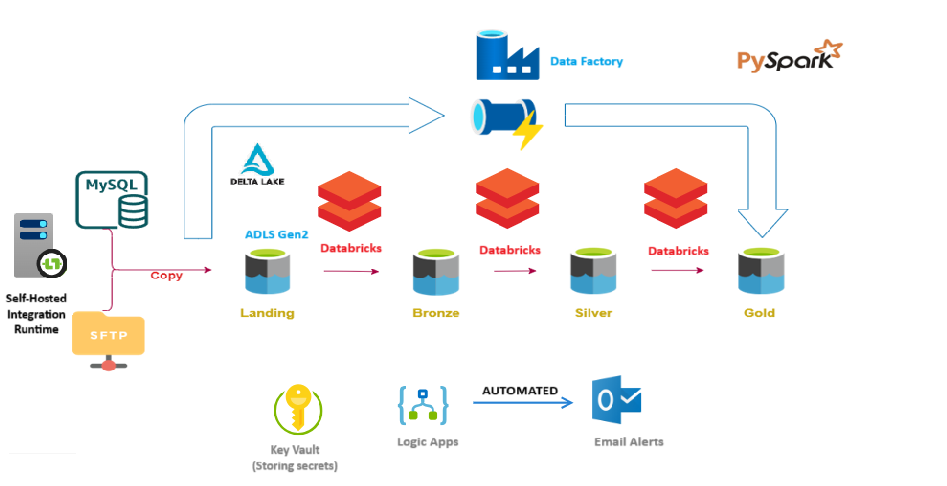 Data Factory
PySpark
DELTA LAKE
MySQL
ADLS Gen2
Databricks
Databricks
Databricks
Copy
Self-Hosted
Integration
Runtime
Landing
Bronze
Silver
Gold
SFTP
AUTOMATED
Key Vault
(Storing secrets)
Logic Apps
O
Email Alerts